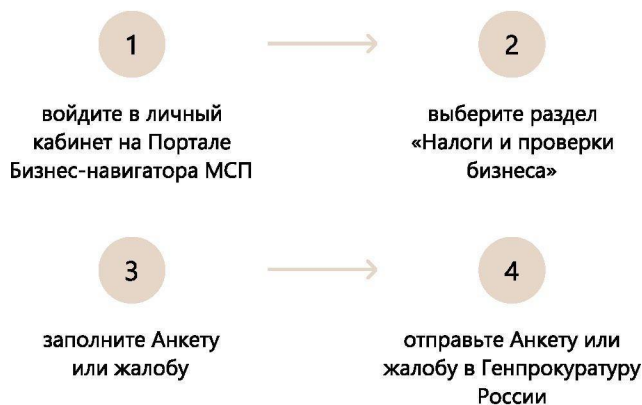 1
войдите в личный
кабинет на Портале
Бизнес-навигатора МСП
2
выберите раздел
«Налоги и проверки
бизнеса»
3
заполните Анкету
или жалобу
4
отправьте Анкету или
жалобу в Генпрокуратуру
России